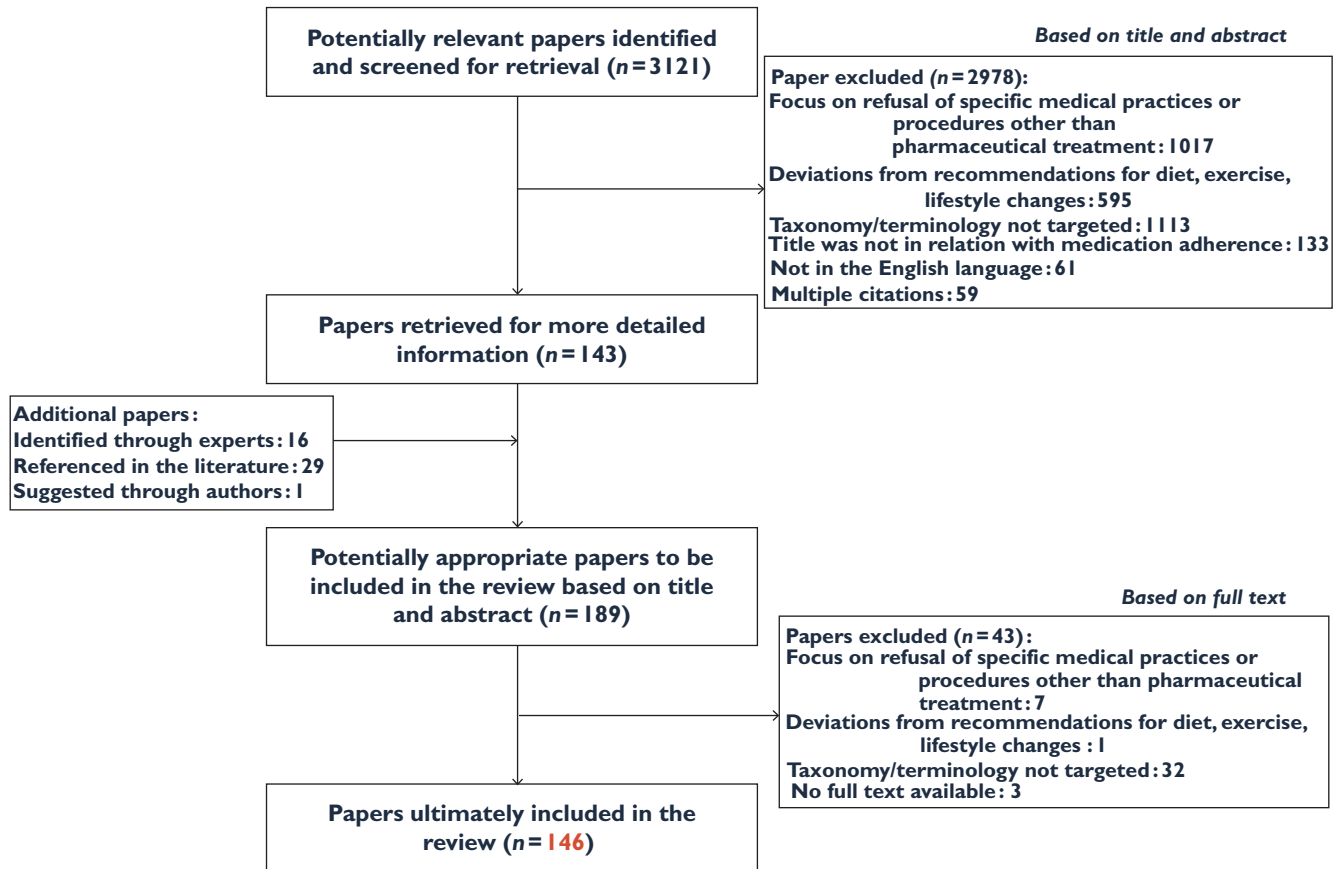 Potentially relevant papers identified
and screened for retrieval (n=3121)
Based on title and abstract
Paper excluded (n=2978):
Focus on refusal of specific medical practices or
procedures other than
pharmaceutical treatment:1017
Deviations from recommendations for diet, exercise,
lifestyle changes:595
Taxonomy/terminology not targeted:1113
Title was not in relation with medication adherence:133
Not in the English language:61
Multiple citations:59
Papers retrieved for more detailed
information (n=143)
Additional papers:
Identified through experts:16
Referenced in the literature:29
Suggested through authors:1
Potentially appropriate papers to be
included in the review based on title
and abstract (n=189)
Based on full text
Papers excluded (n=43):
Focus on refusal of specific medical practices or
procedures other than pharmaceutical
treatment:7
Deviations from recommendations for diet, exercise,
lifestyle changes :1
Taxonomy/terminology not targeted:32
No full text available:3
Papers ultimately included in the
review (n=146)